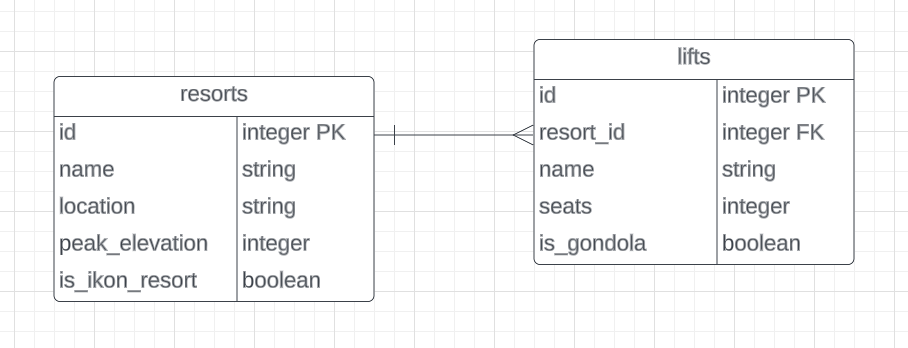 resorts
id integer PK
name string
location string
peak_elevation integer
is_ikon_resort boolean
lifts
id integer PK
resort_id integer FK
name string
seats integer
is_gondola boolean